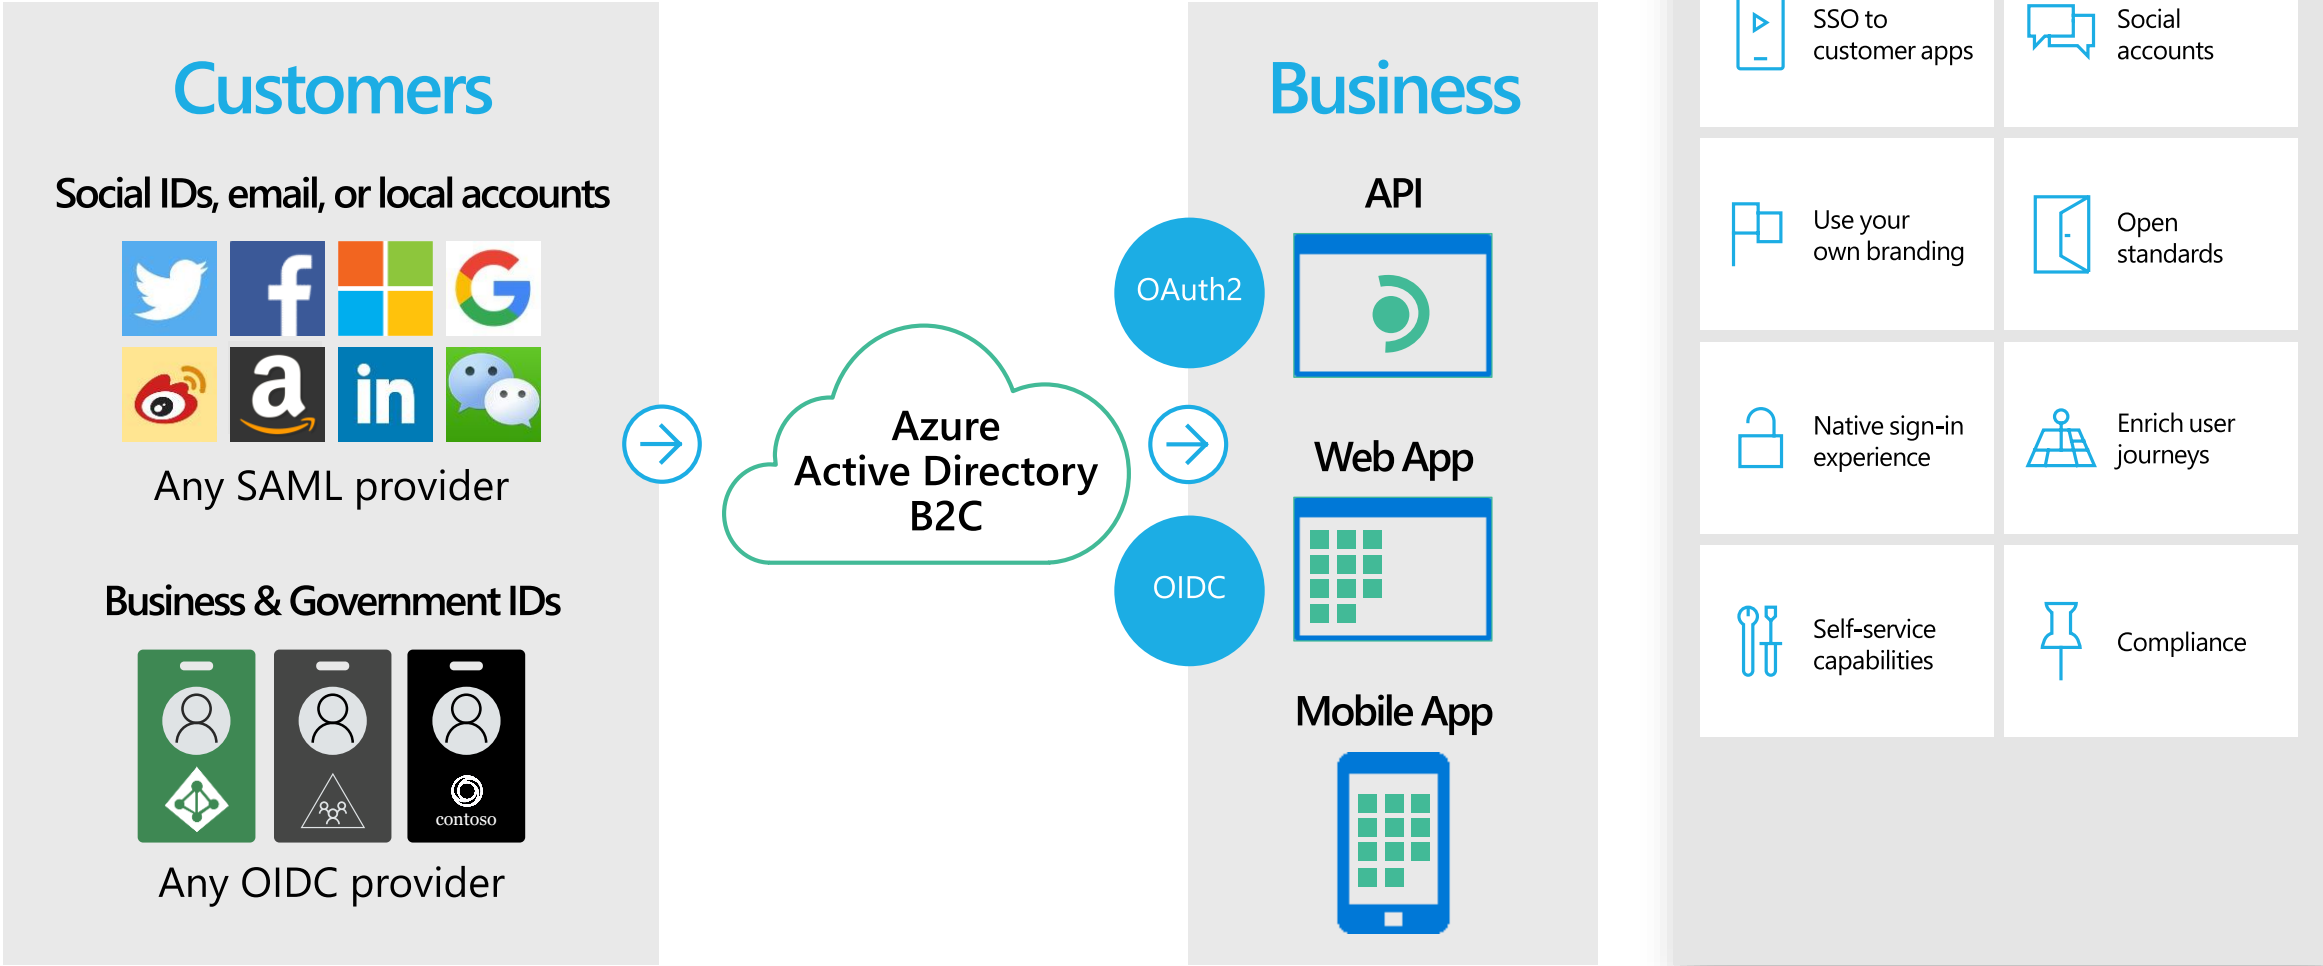 Customers
Social IDs, email, or local accounts
Any SAML provider
Business & Government IDs
contoso
Any OIDC provider
Azure
Active Directory
B2C
OAuth2
OIDC
Business
API
Web App
Mobile App
SSO to
customer apps
Social
accounts
Use your
own branding
Open
standards
Native sign-in
experience
Enrich user
journeys
Self-service
capabilities
Compliance